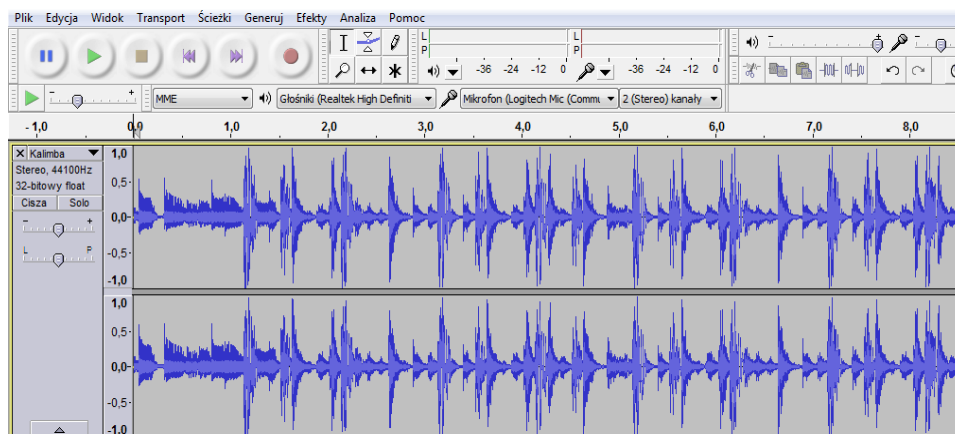 Plik Edycja Widok Transport Ścieżki Generuj Efekty Analiza Pomoc
L L
P P
-36 -24 -12 0 -36 -24 -12 0
MME Głośniki (Realtek High Definiti Mikrofon (Logitech Mic (Commu 2 (Stereo) kanały
- 1,0 0,0 1,0 2,0 3,0 4,0 5,0 6,0 7,0 8,0
X Kalimba 1,0
Stereo, 44100Hz
32-bitowy float 0,5
Cisza Solo
- + 0,0
L P -0,5
-1,0
1,0
0,5
0,0
-0,5
-1,0